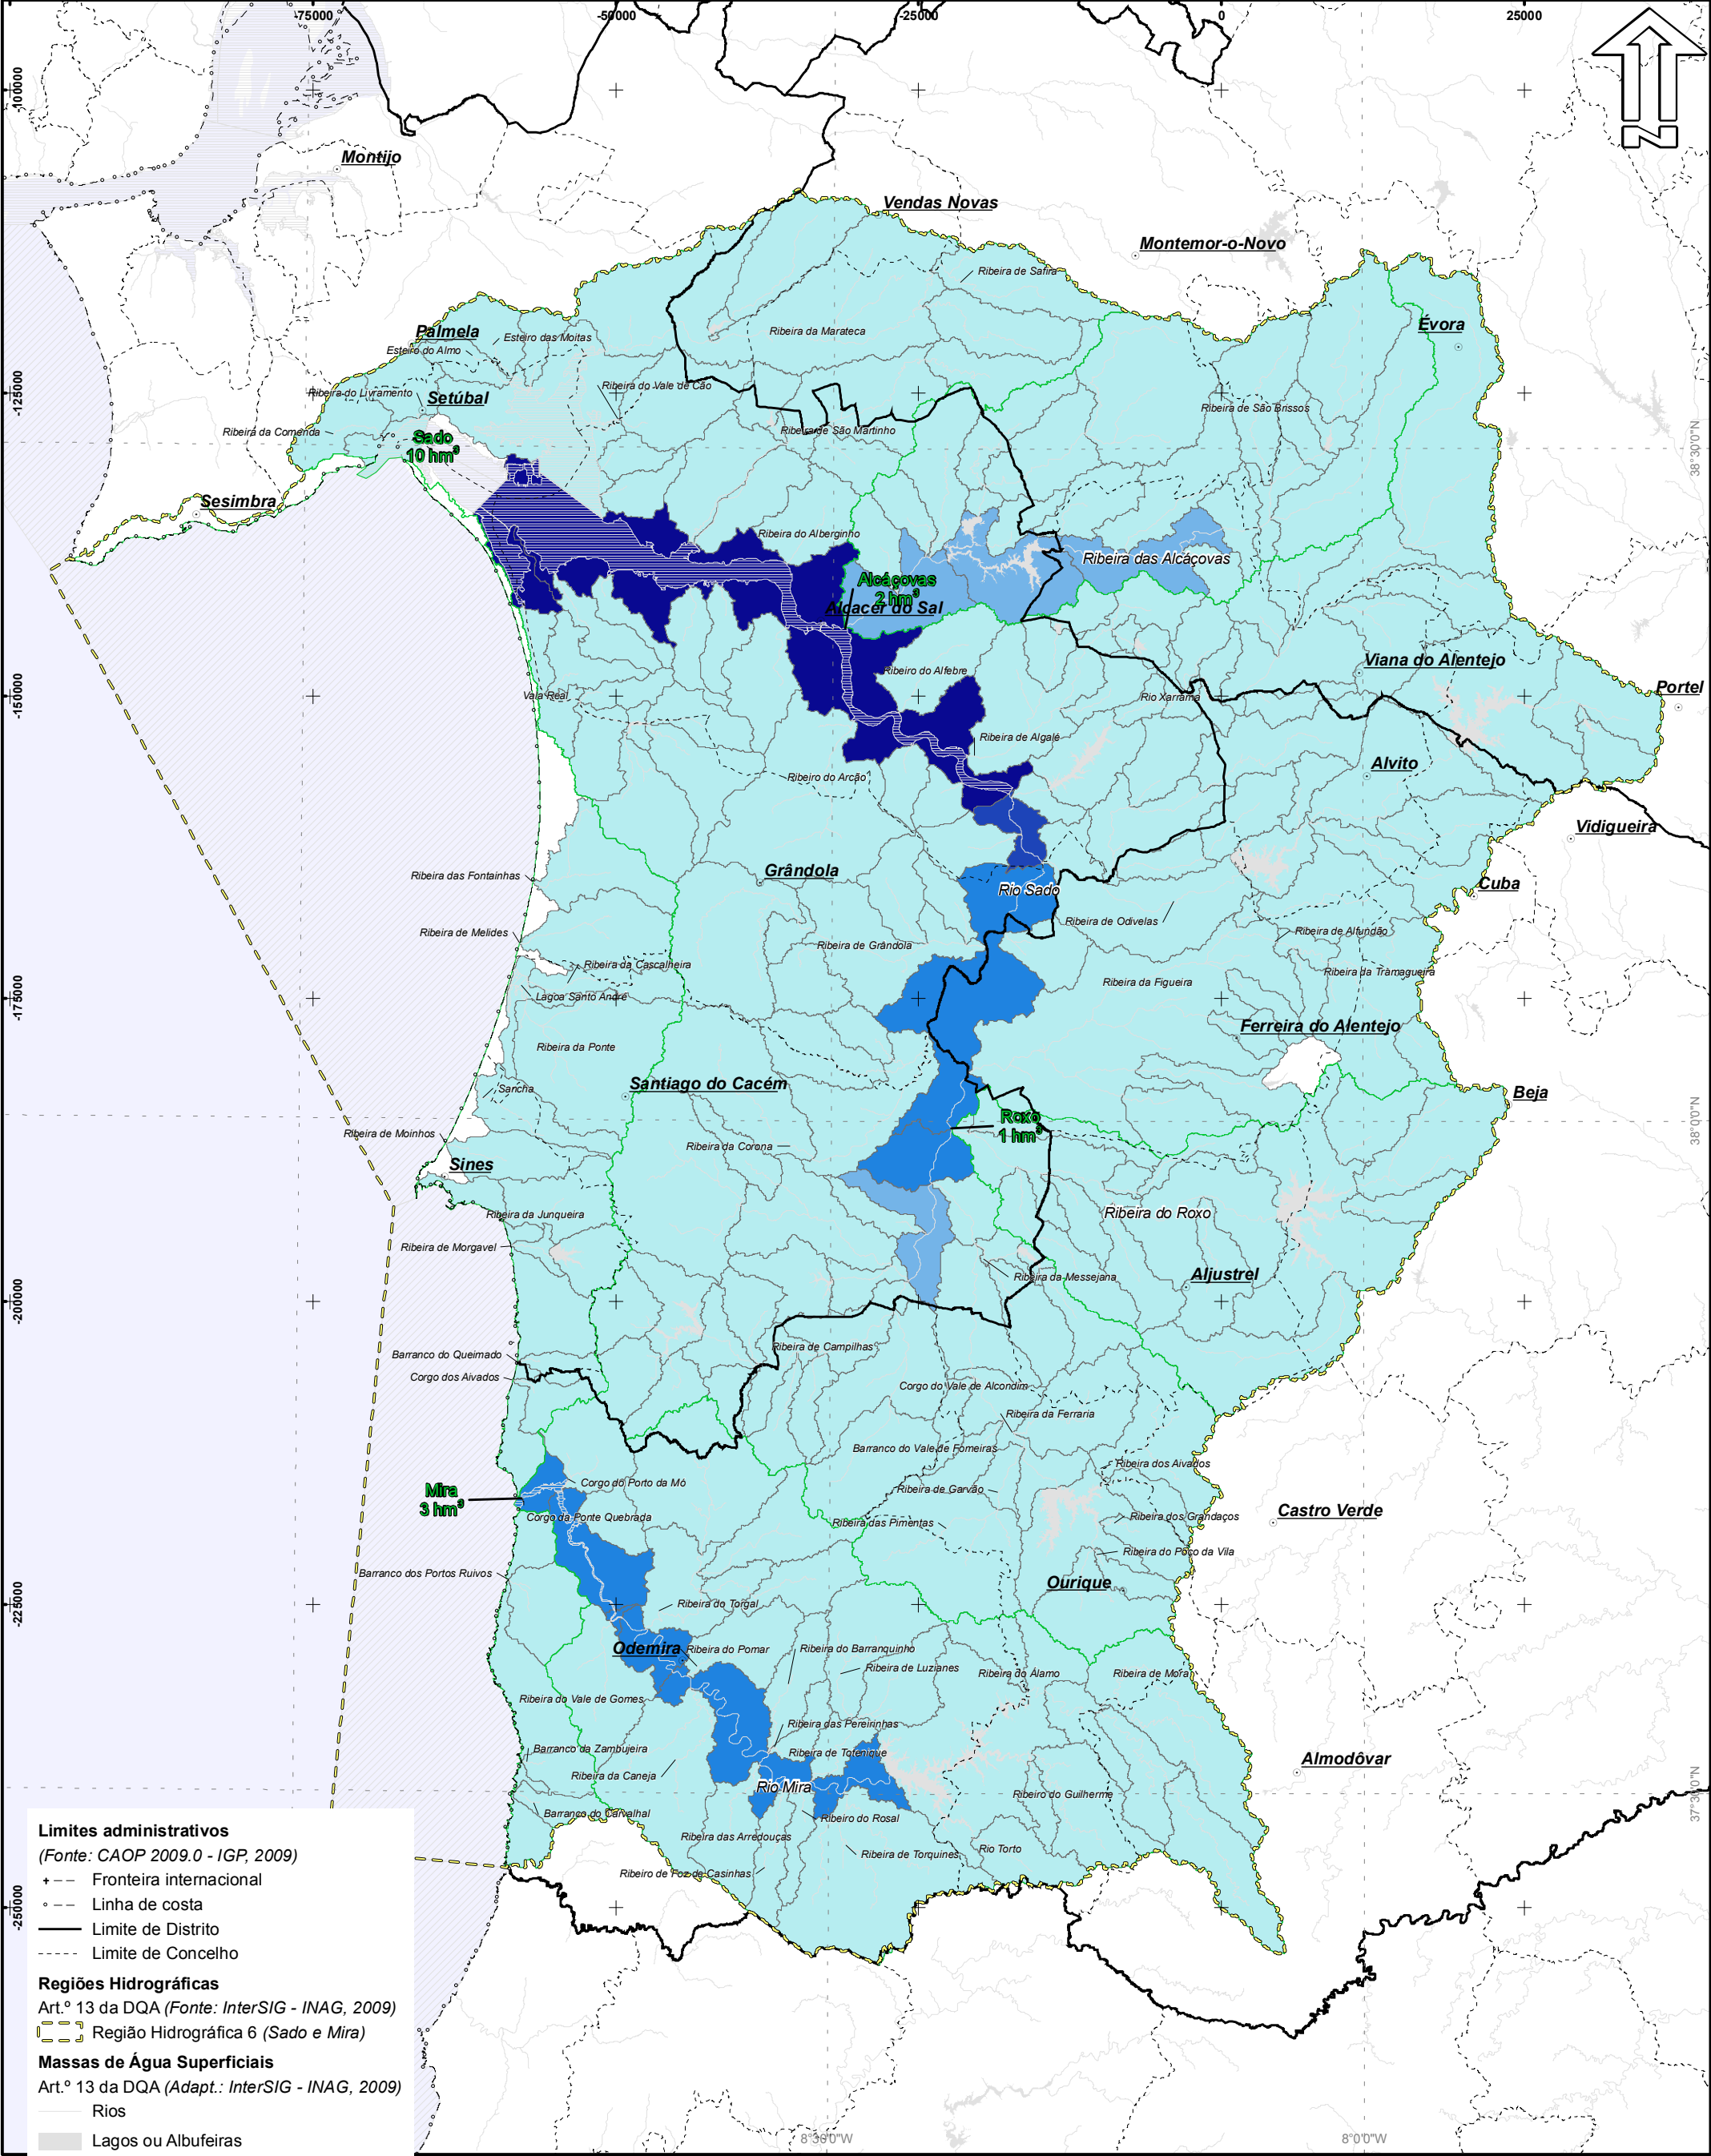 -75000
-50000
-25000
0
25000
-100000
-125000
-150000
-175000
-200000
-225000
-250000
38°30'0"N
38°0'0"N
37°30'0"N
8°30'0"W
8°0'0"W
N
Montijo
Vendas Novas
Montemor-o-Novo
Ribeira de Safira
Évora
Palmela
Esteiro das Moitas
Ribeira da Marateca
Esteiro do Almo
Ribeira do Vale de Cão
Ribeira do Livramento
Setúbal
Ribeira de São Brissos
Ribeira da Comenda
Ribeira de São Martinho
Sado
10 hm³
Sesimbra
Ribeira do Alberginho
Ribeira das Alcáçovas
Alcáçovas
2 hm³
Alcácer do Sal
Viana do Alentejo
Ribeiro do Alfebre
Portel
Vala Real
Rio Xarrama
Ribeira de Algalé
Alvito
Ribeiro do Arcão
Vidigueira
Grândola
Ribeira das Fontainhas
Cuba
Rio Sado
Ribeira de Odivelas
Ribeira de Melides
Ribeira de Alfundão
Ribeira de Grândola
Ribeira da Cascalheira
Ribeira da Tramagueira
Ribeira da Figueira
Lagoa Santo André
Ferreira do Alentejo
Ribeira da Ponte
Santiago do Cacém
Sancha
Beja
Roxo
1 hm³
Ribeira de Moinhos
Ribeira da Corona
Sines
Ribeira da Junqueira
Ribeira do Roxo
Ribeira de Morgavel
Ribeira da Messejana
Aljustrel
Ribeira de Campilhas
Barranco do Queimado
Corgo dos Aivados
Corgo do Vale de Alcondim
Ribeira da Ferraria
Barranco do Vale de Fomeiras
Ribeira dos Aivados
Corgo do Porto da Mó
Mira
3 hm³
Ribeira de Garvão
Castro Verde
Corgo da Ponte Quebrada
Ribeira das Pimentas
Ribeira dos Grandaços
Ribeira do Poço da Vila
Barranco dos Portos Ruivos
Ourique
Ribeira do Torgal
Odemira
Ribeira do Pomar
Ribeira do Barranquinho
Ribeira de Luzianes
Ribeira do Álamo
Ribeira de Mora
Ribeira do Vale de Gomes
Ribeira das Pereirinhas
Barranco da Zambujeira
Ribeira de Totenique
Almodôvar
Ribeira da Caneja
Rio Mira
Ribeiro do Guilherme
Barranco do Carvalhal
Ribeiro do Rosal
Ribeira das Arredouças
Ribeira de Torquines
Rio Torto
Ribeiro de Foz de Casinhas
Limites administrativos
(Fonte: CAOP 2009.0 - IGP, 2009)
Fronteira internacional
Linha de costa
Limite de Distrito
Limite de Concelho
Regiões Hidrográficas
Art.º 13 da DQA (Fonte: InterSIG - INAG, 2009)
Região Hidrográfica 6 (Sado e Mira)
Massas de Água Superficiais
Art.º 13 da DQA (Adapt.: InterSIG - INAG, 2009)
Rios
Lagos ou Albufeiras